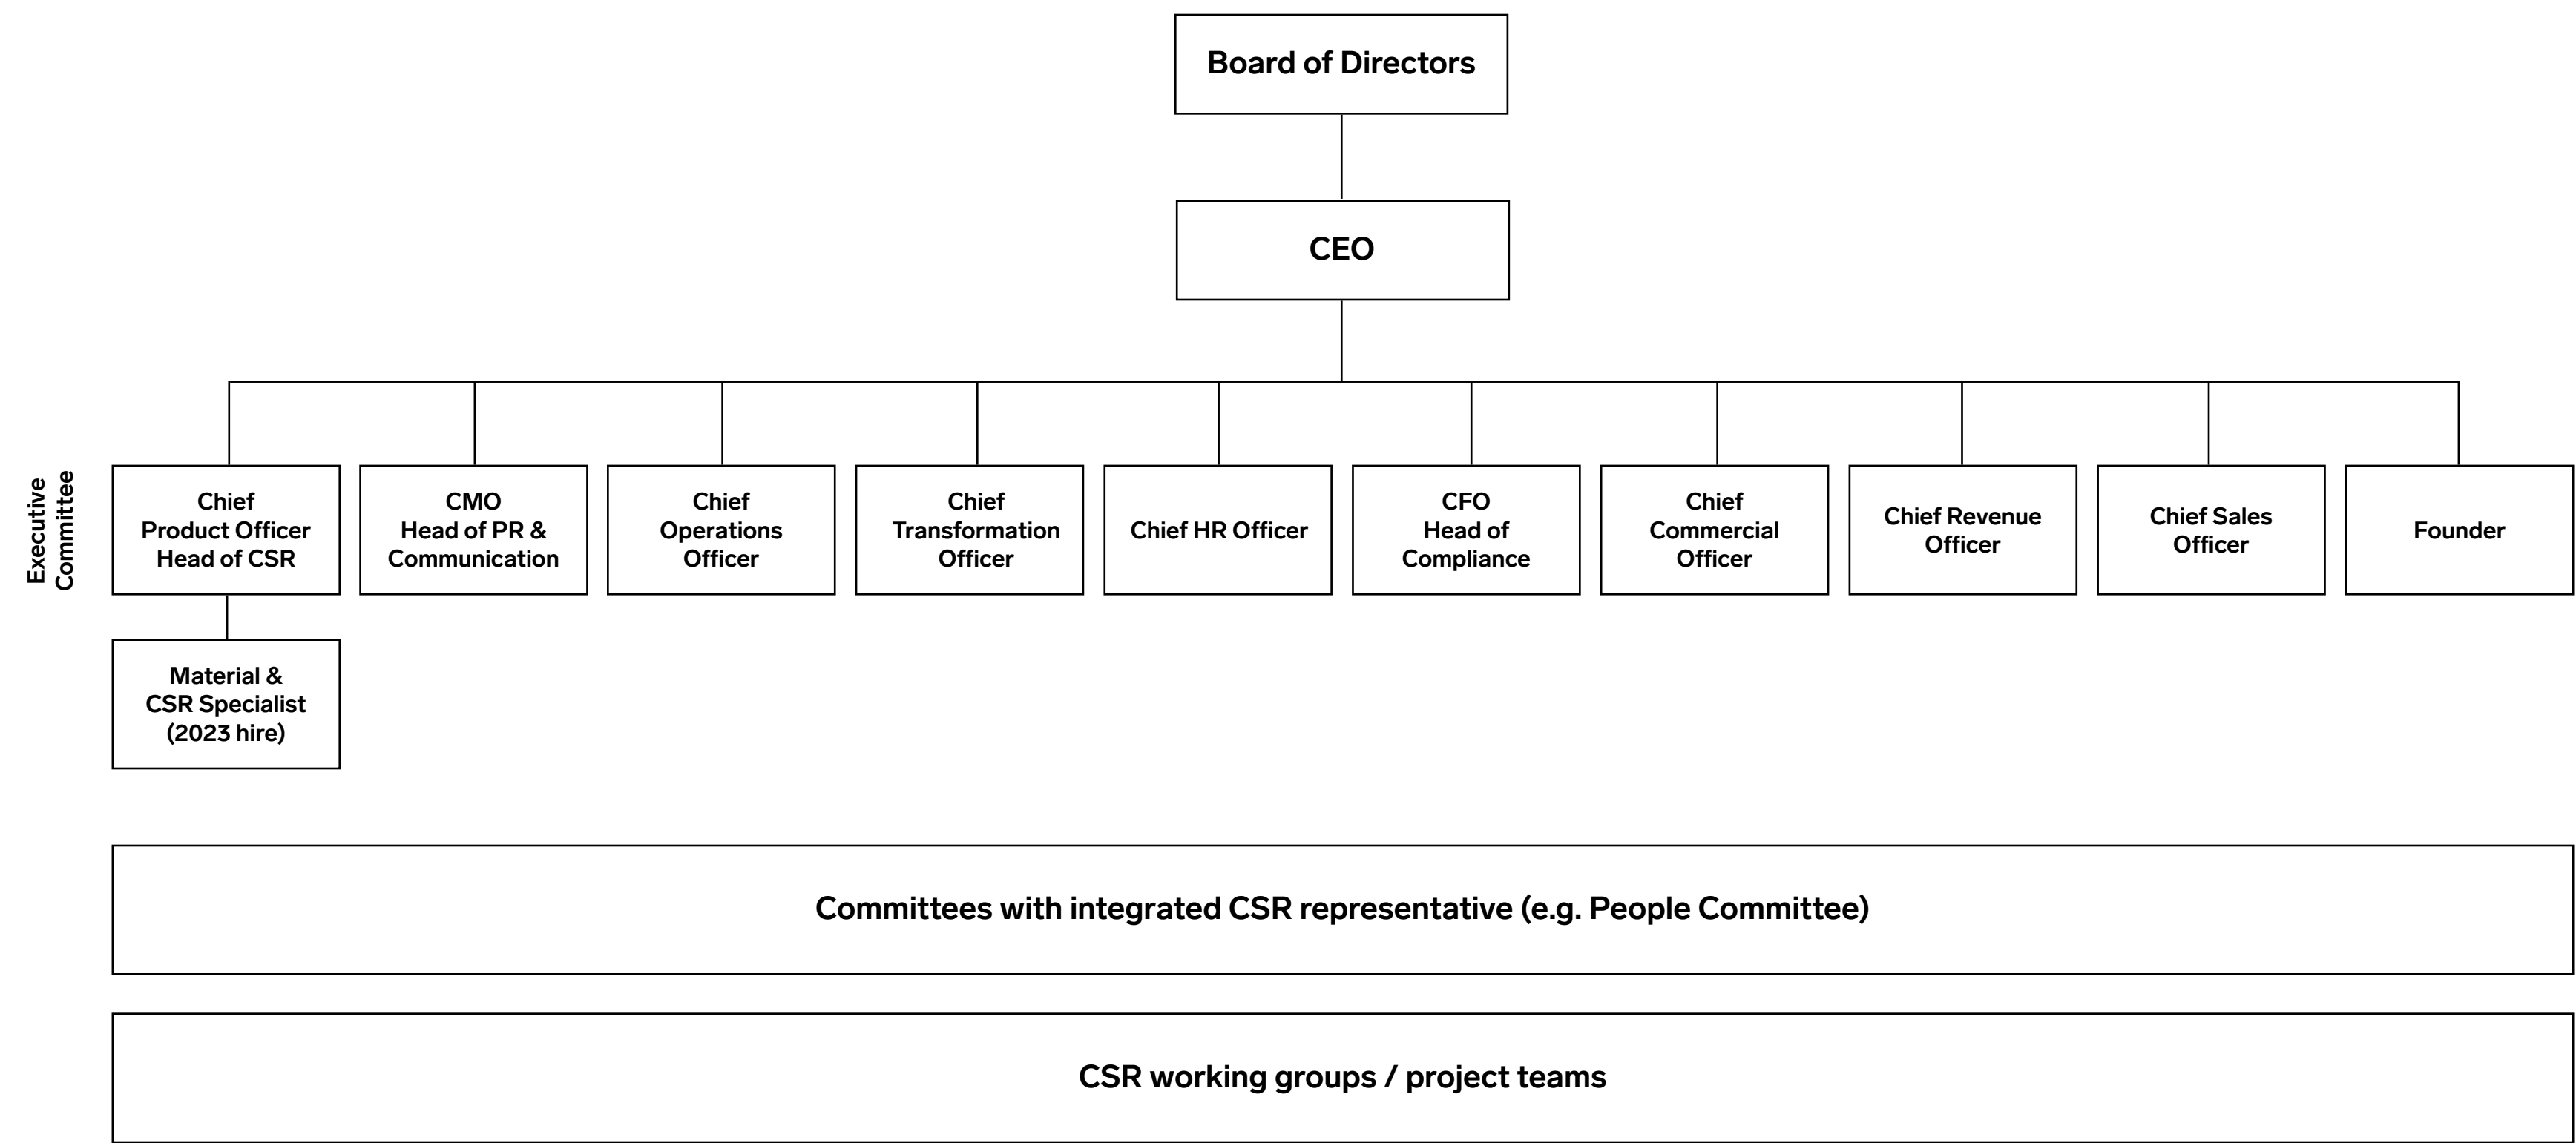 Board of Directors
CEO
Executive
Committee
Chief
Product Officer
Head of CSR
CMO
Head of PR &
Communication
Chief
Operations
Officer
Chief
Transformation
Officer
Chief HR Officer
CFO
Head of
Compliance
Chief
Commercial
Officer
Chief Revenue
Officer
Chief Sales
Officer
Founder
Material &
CSR Specialist
(2023 hire)
Committees with integrated CSR representative (e.g. People Committee)
CSR working groups / project teams